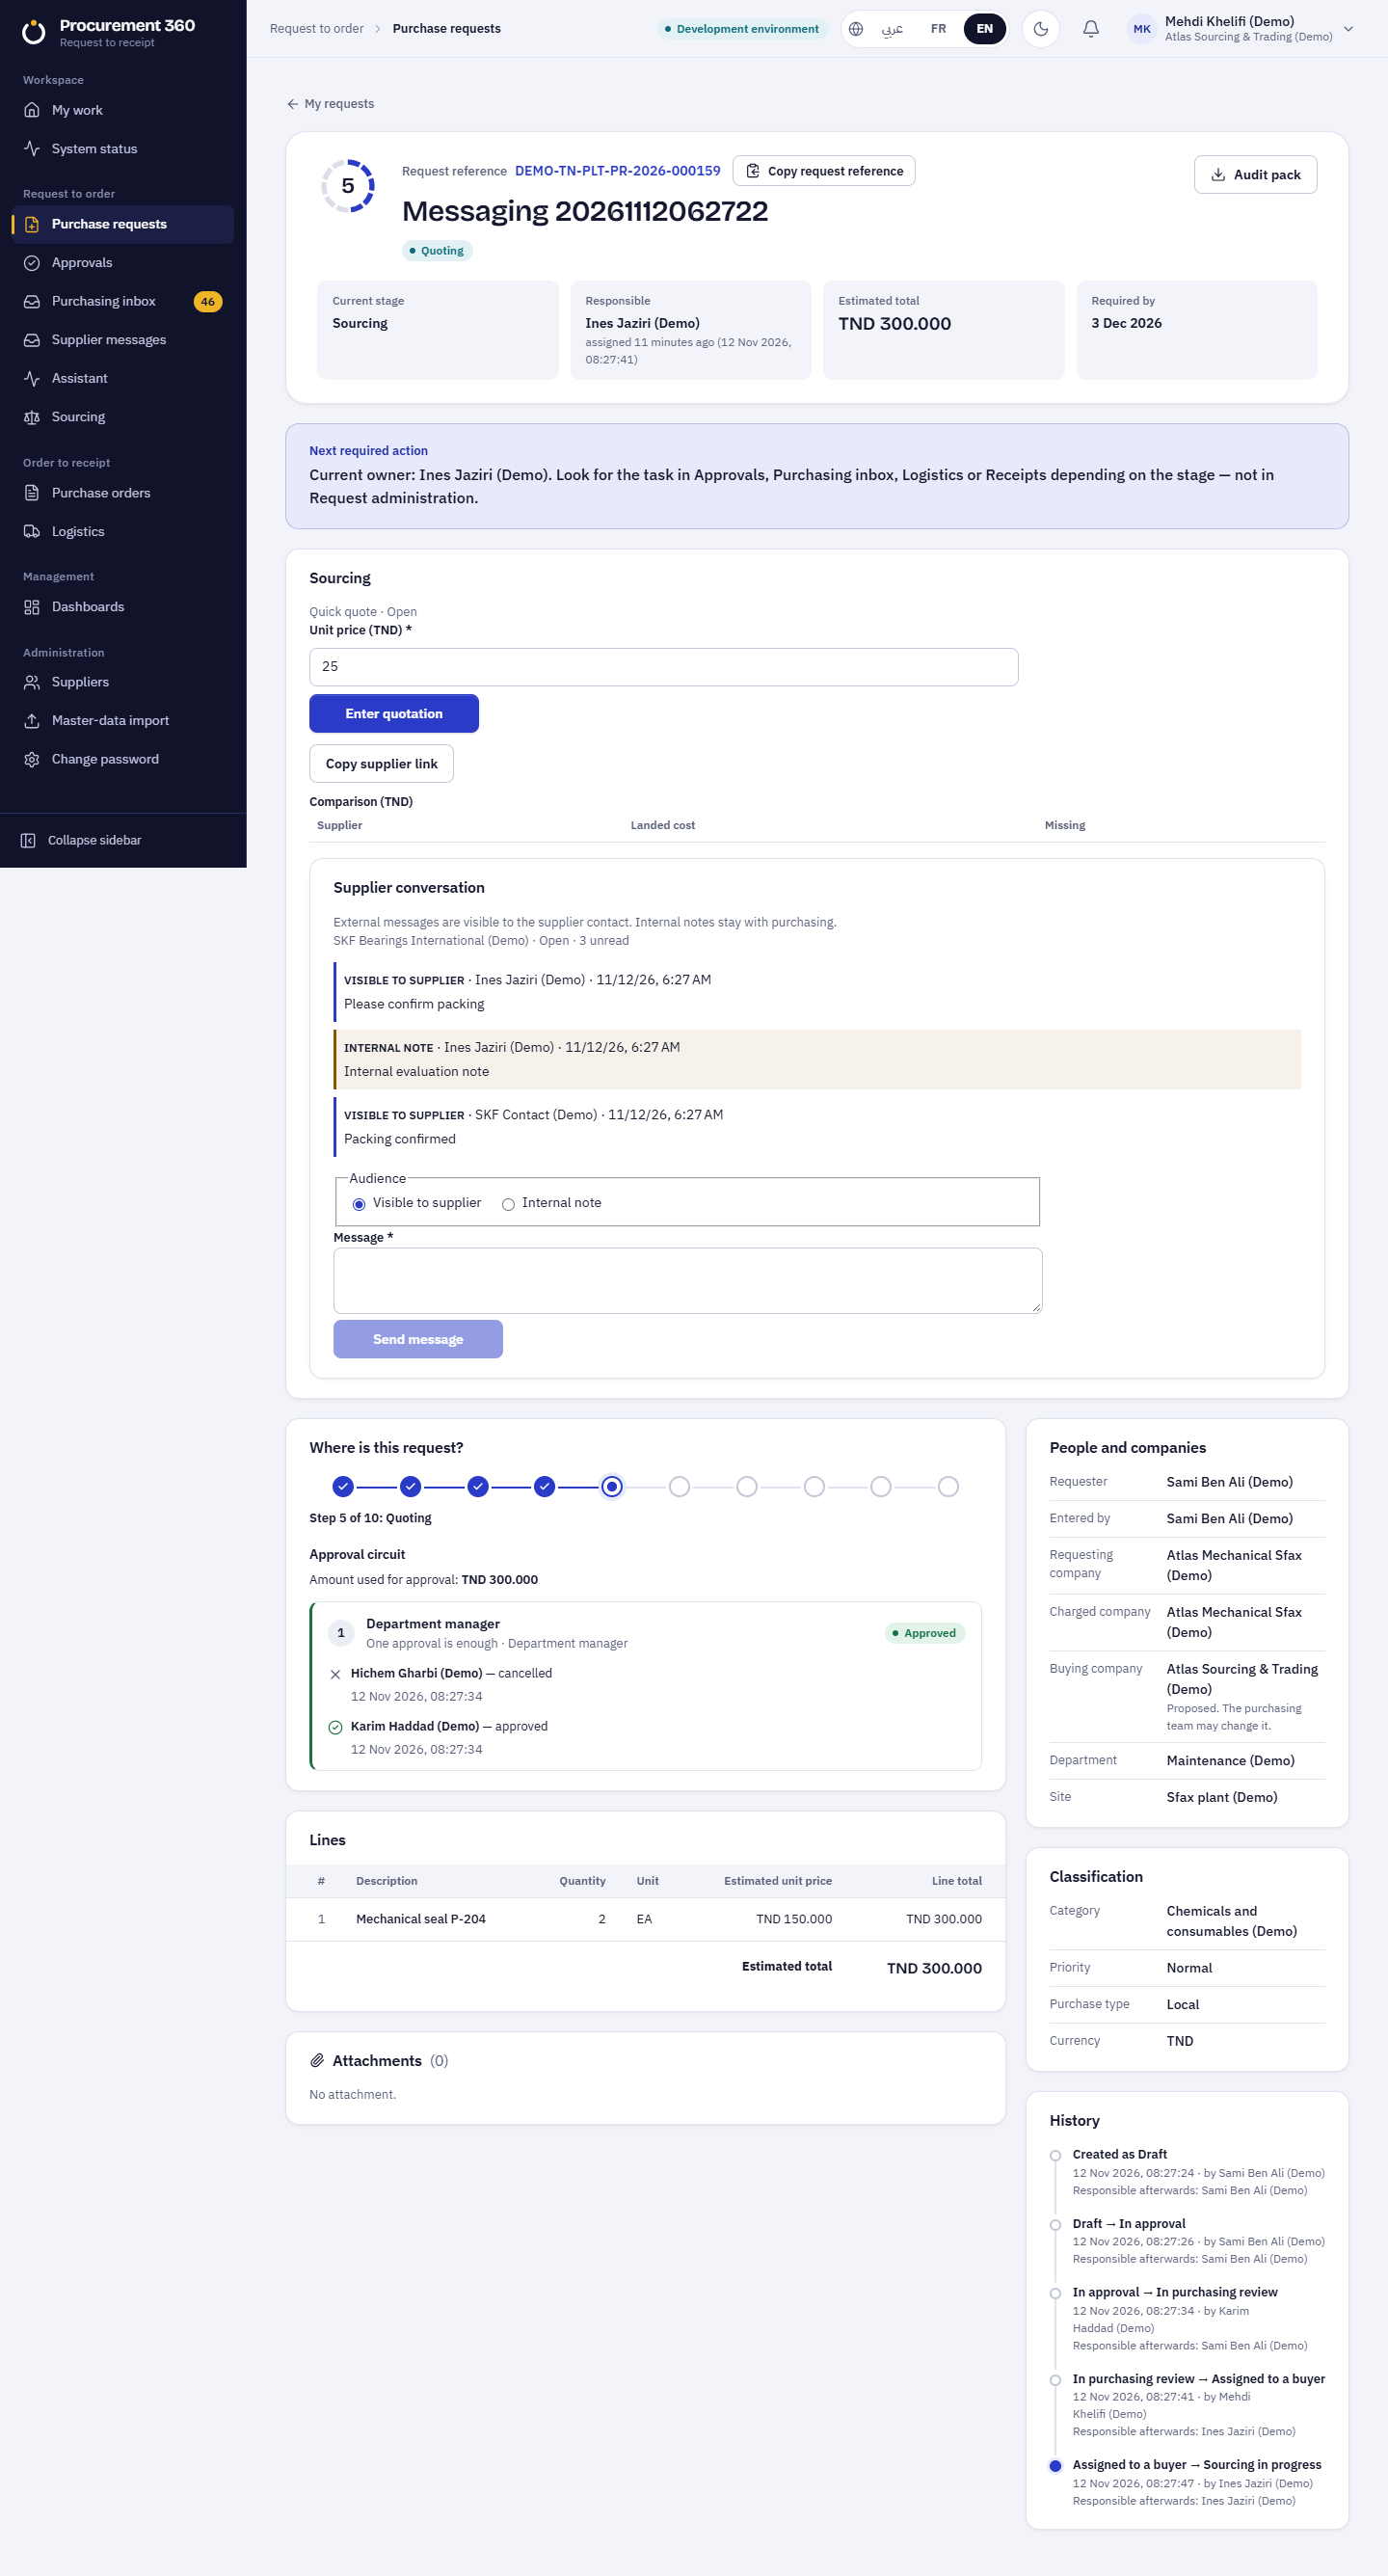 Procurement 360
Request to receipt
Workspace
My work
System status
Request to order
Purchase requests
Approvals
Purchasing inbox 46
Supplier messages
Assistant
Sourcing
Order to receipt
Purchase orders
Logistics
Management
Dashboards
Administration
Suppliers
Master-data import
Change password
Collapse sidebar
Request to order > Purchase requests
Development environment
عربي FR EN
MK
Mehdi Khelifi (Demo)
Atlas Sourcing & Trading (Demo)
← My requests
5
Request reference DEMO-TN-PLT-PR-2026-000159 Copy request reference
Audit pack
Messaging 20261112062722
Quoting
Current stage
Sourcing
Responsible
Ines Jaziri (Demo)
assigned 11 minutes ago (12 Nov 2026,
08:27:41)
Estimated total
TND 300.000
Required by
3 Dec 2026
Next required action
Current owner: Ines Jaziri (Demo). Look for the task in Approvals, Purchasing inbox, Logistics or Receipts depending on the stage — not in
Request administration.
Sourcing
Quick quote · Open
Unit price (TND) *
25
Enter quotation
Copy supplier link
Comparison (TND)
Supplier Landed cost Missing
Supplier conversation
External messages are visible to the supplier contact. Internal notes stay with purchasing.
SKF Bearings International (Demo) · Open · 3 unread
VISIBLE TO SUPPLIER · Ines Jaziri (Demo) · 11/12/26, 6:27 AM
Please confirm packing
INTERNAL NOTE · Ines Jaziri (Demo) · 11/12/26, 6:27 AM
Internal evaluation note
VISIBLE TO SUPPLIER · SKF Contact (Demo) · 11/12/26, 6:27 AM
Packing confirmed
Audience
Visible to supplier Internal note
Message *
Send message
Where is this request?
Step 5 of 10: Quoting
Approval circuit
Amount used for approval: TND 300.000
1
Department manager
One approval is enough · Department manager
Approved
Hichem Gharbi (Demo) — cancelled
12 Nov 2026, 08:27:34
Karim Haddad (Demo) — approved
12 Nov 2026, 08:27:34
Lines
# Description Quantity Unit Estimated unit price Line total
1 Mechanical seal P-204 2 EA TND 150.000 TND 300.000
Estimated total TND 300.000
Attachments (0)
No attachment.
People and companies
Requester Sami Ben Ali (Demo)
Entered by Sami Ben Ali (Demo)
Requesting company
Atlas Mechanical Sfax
(Demo)
Charged company Atlas Mechanical Sfax
(Demo)
Buying company Atlas Sourcing & Trading
(Demo)
Proposed. The purchasing
team may change it.
Department Maintenance (Demo)
Site Sfax plant (Demo)
Classification
Category Chemicals and
consumables (Demo)
Priority Normal
Purchase type Local
Currency TND
History
Created as Draft
12 Nov 2026, 08:27:24 · by Sami Ben Ali (Demo)
Responsible afterwards: Sami Ben Ali (Demo)
Draft → In approval
12 Nov 2026, 08:27:26 · by Sami Ben Ali (Demo)
Responsible afterwards: Sami Ben Ali (Demo)
In approval → In purchasing review
12 Nov 2026, 08:27:34 · by Karim
Haddad (Demo)
Responsible afterwards: Sami Ben Ali (Demo)
In purchasing review → Assigned to a buyer
12 Nov 2026, 08:27:41 · by Mehdi
Khelifi (Demo)
Responsible afterwards: Ines Jaziri (Demo)
Assigned to a buyer → Sourcing in progress
12 Nov 2026, 08:27:47 · by Ines Jaziri (Demo)
Responsible afterwards: Ines Jaziri (Demo)